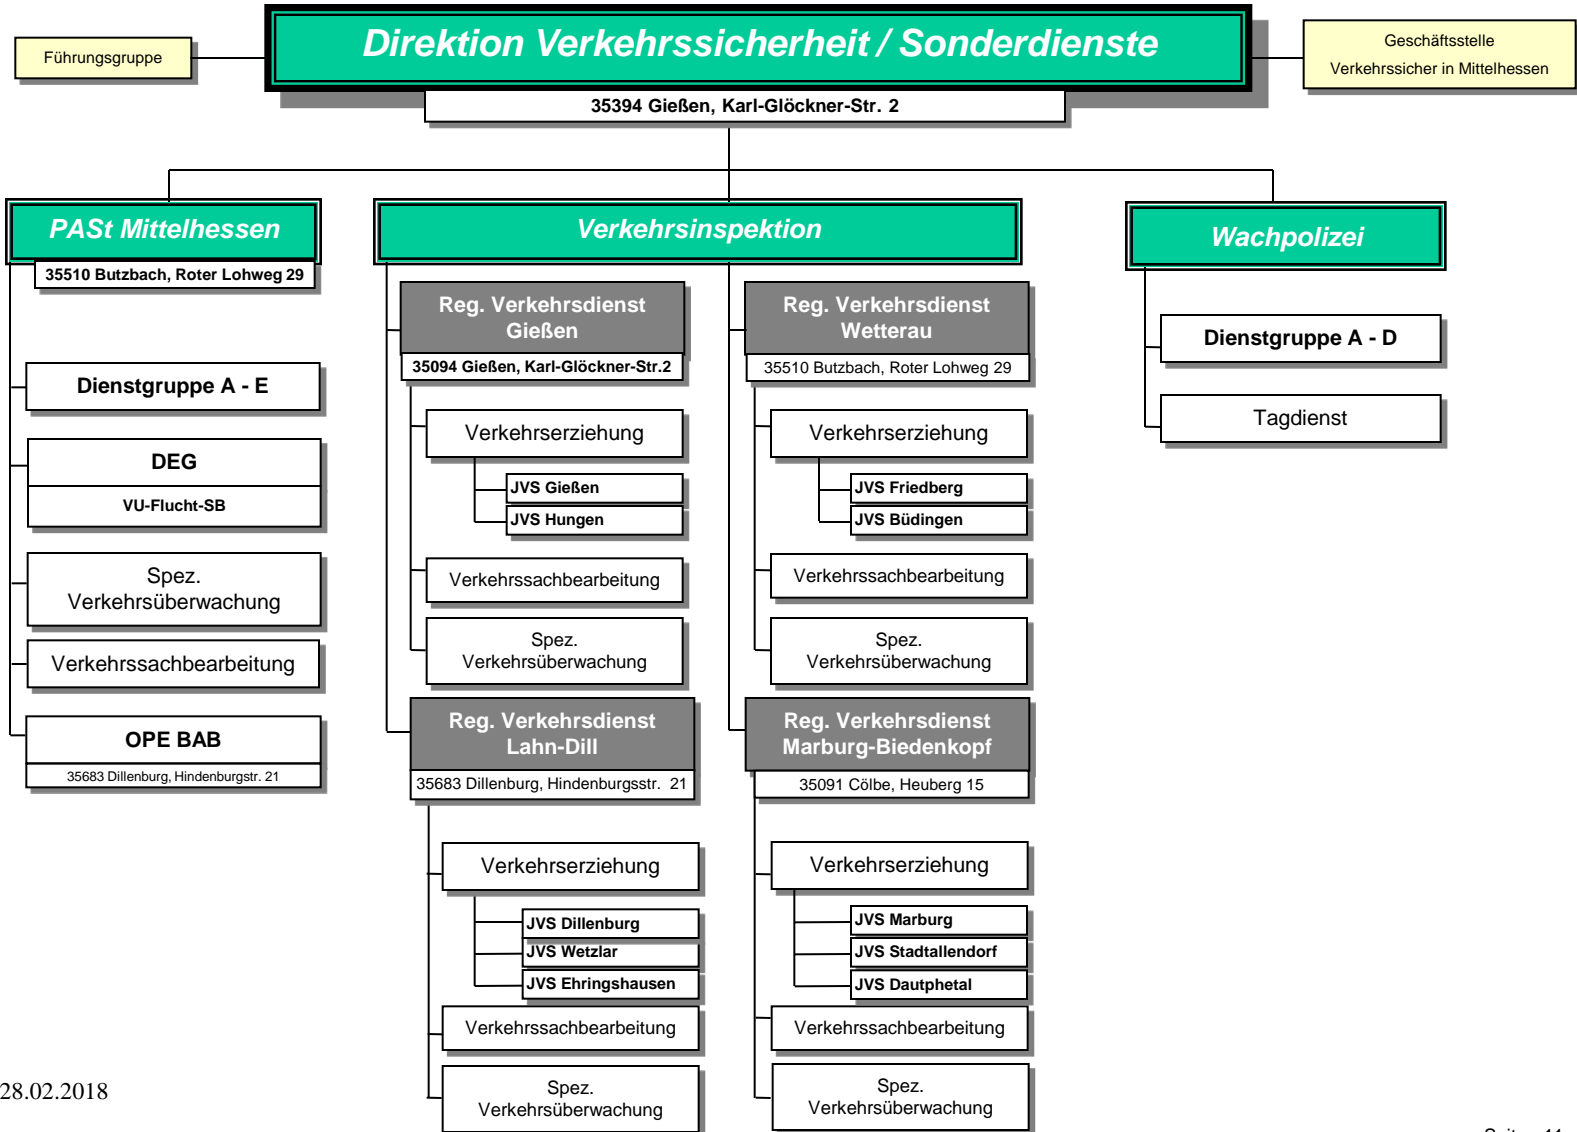 Direktion Verkehrssicherheit / Sonderdienste
Führungsgruppe
Geschäftsstelle
Verkehrssicher in Mittelhessen
35394 Gießen, Karl-Glöckner-Str. 2
PASt Mittelhessen
35510 Butzbach, Roter Lohweg 29
Dienstgruppe A - E
DEG
VU-Flucht-SB
Spez.
Verkehrsüberwachung
Verkehrssachbearbeitung
OPE BAB
35683 Dillenburg, Hindenburgstr. 21
Verkehrsinspektion
Reg. Verkehrsdienst
Gießen
35094 Gießen, Karl-Glöckner-Str.2
Verkehrserziehung
JVS Gießen
JVS Hungen
Verkehrssachbearbeitung
Spez.
Verkehrsüberwachung
Reg. Verkehrsdienst
Lahn-Dill
35683 Dillenburg, Hindenburgsstr. 21
Verkehrserziehung
JVS Dillenburg
JVS Wetzlar
JVS Ehringshausen
Verkehrssachbearbeitung
Spez.
Verkehrsüberwachung
Reg. Verkehrsdienst
Wetterau
35510 Butzbach, Roter Lohweg 29
Verkehrserziehung
JVS Friedberg
JVS Büdingen
Verkehrssachbearbeitung
Spez.
Verkehrsüberwachung
Reg. Verkehrsdienst
Marburg-Biedenkopf
35091 Cölbe, Heuberg 15
Verkehrserziehung
JVS Marburg
JVS Stadtallendorf
JVS Dautphetal
Verkehrssachbearbeitung
Spez.
Verkehrsüberwachung
Wachpolizei
Dienstgruppe A - D
Tagdienst
28.02.2018